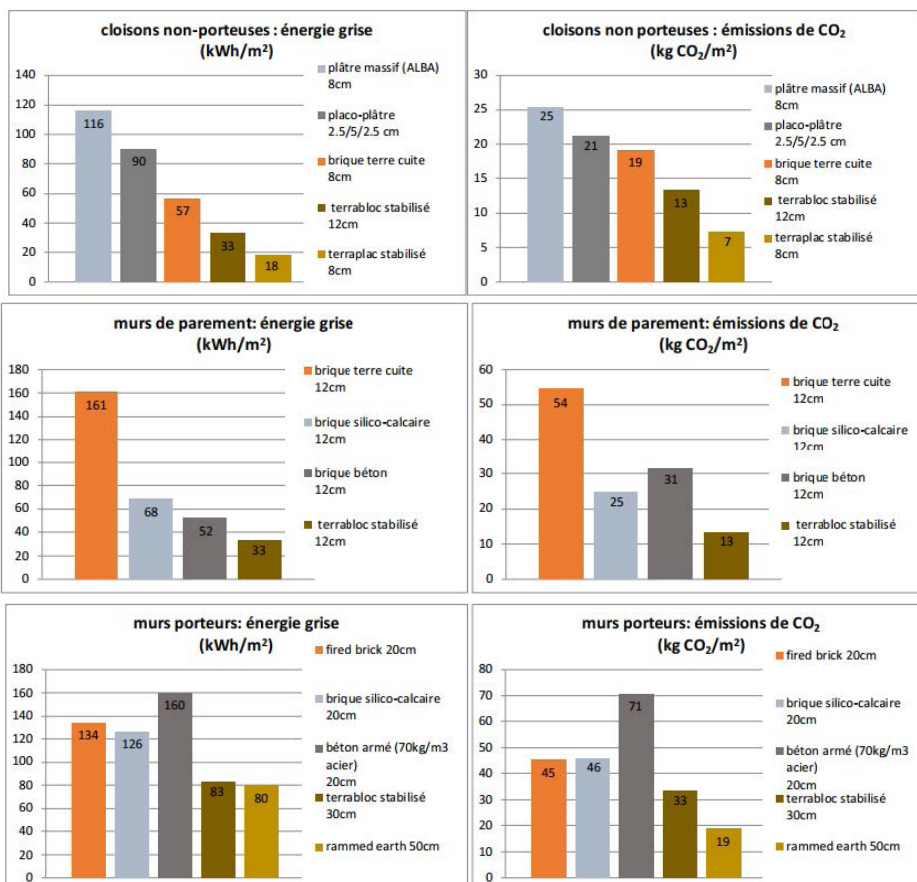 cloisons non-porteuses : énergie grise
(kWh/m²)
140
120
100
80
60
40
20
0
116
90
57
33
18
plâtre massif (ALBA)
8cm
placo-plâtre
2.5/5/2.5 cm
brique terre cuite
8cm
terrabloc stabilisé
12cm
terraplac stabilisé
8cm
cloisons non porteuses : émissions de CO₂
(kg CO₂/m²)
30
25
20
15
10
5
0
25
21
19
13
7
plâtre massif (ALBA)
8cm
placo-plâtre
2.5/5/2.5 cm
brique terre cuite
8cm
terrabloc stabilisé
12cm
terraplac stabilisé
8cm
murs de parement: énergie grise
(kWh/m²)
180
160
140
120
100
80
60
40
20
0
161
68
52
33
brique terre cuite
12cm
brique silico-calcaire
12cm
brique béton
12cm
terrabloc stabilisé
12cm
murs de parement: émissions de CO₂
(kg CO₂/m²)
60
50
40
30
20
10
0
54
25
31
13
brique terre cuite
12cm
brique silico-calcaire
12cm
brique béton
12cm
terrabloc stabilisé
12cm
murs porteurs: énergie grise
(kWh/m²)
180
160
140
120
100
80
60
40
20
0
134
126
160
83
80
fired brick 20cm
brique silico-calcaire
20cm
béton armé (70kg/m3
acier)
20cm
terrabloc stabilisé
30cm
rammed earth 50cm
murs porteurs: émissions de CO₂
(kg CO₂/m²)
80
70
60
50
40
30
20
10
0
45
46
71
33
19
fired brick 20cm
brique silico-calcaire
20cm
béton armé (70kg/m3
acier)
20cm
terrabloc stabilisé
30cm
rammed earth 50cm